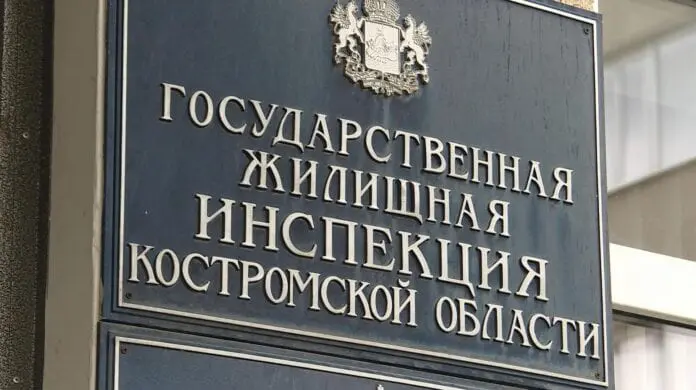 ГОСУДАРСТВЕННАЯ
ЖИЛИЩНАЯ
ИНСПЕКЦИЯ
КОСТРОМСКОЙ ОБЛАСТИ